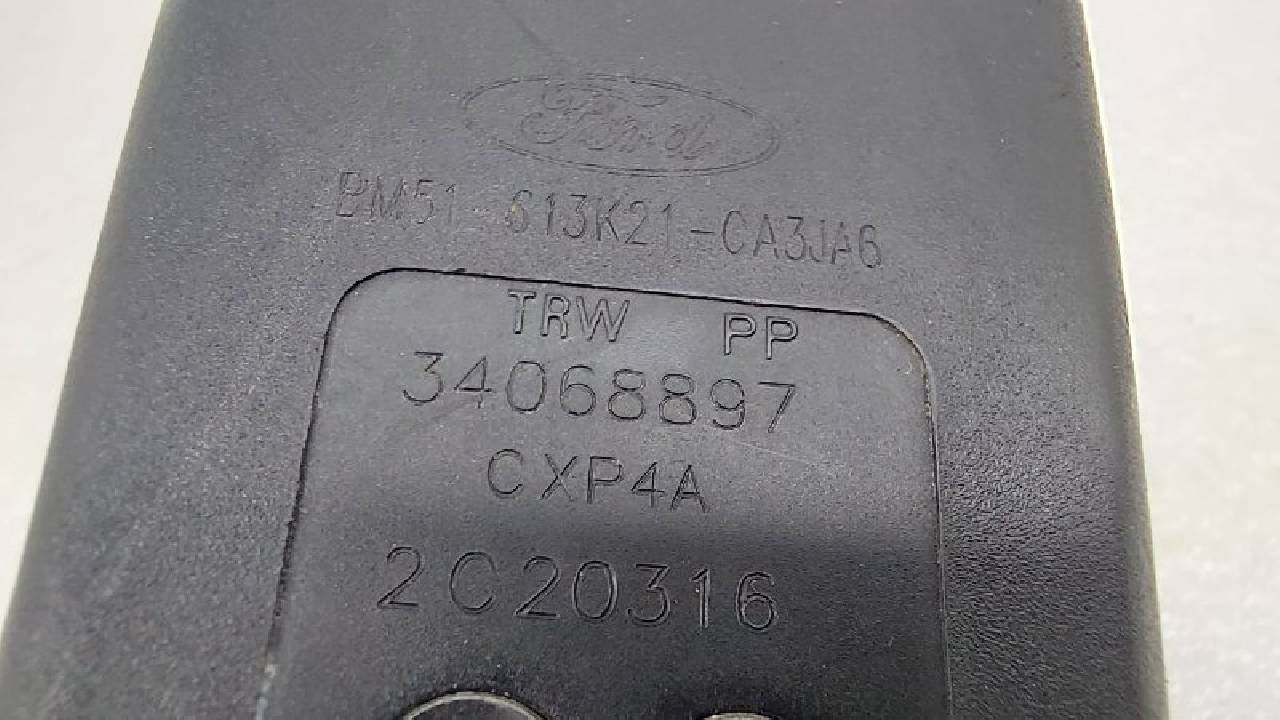 Ford
BM51-613K21-CA3JA6
TRW PP
34068897
CXP4A
2C20316